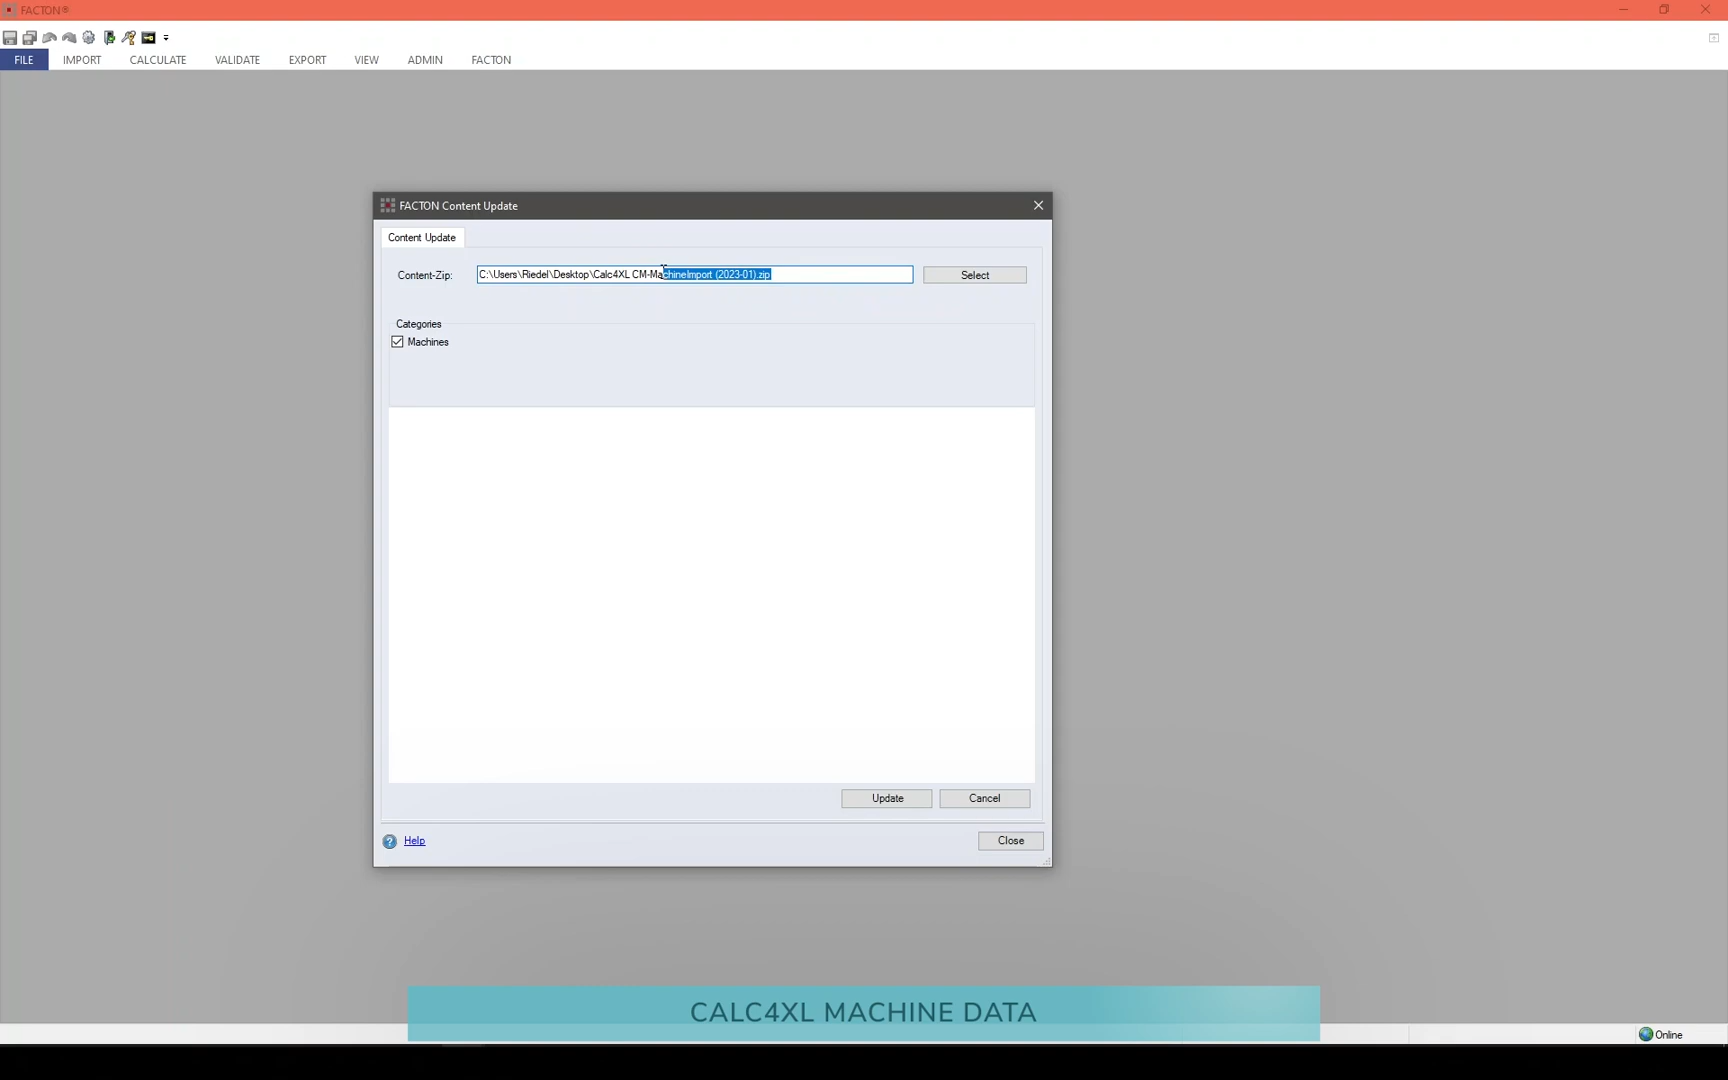 FACTON®
FILE IMPORT CALCULATE VALIDATE EXPORT VIEW ADMIN FACTON
FACTON Content Update
Content Update
Content-Zip: C:\Users\Riedel\Desktop\Calc4XL CM-MachineImport (2023-01).zip Select
Categories
Machines
Update Cancel
Help Close
CALC4XL MACHINE DATA
Online